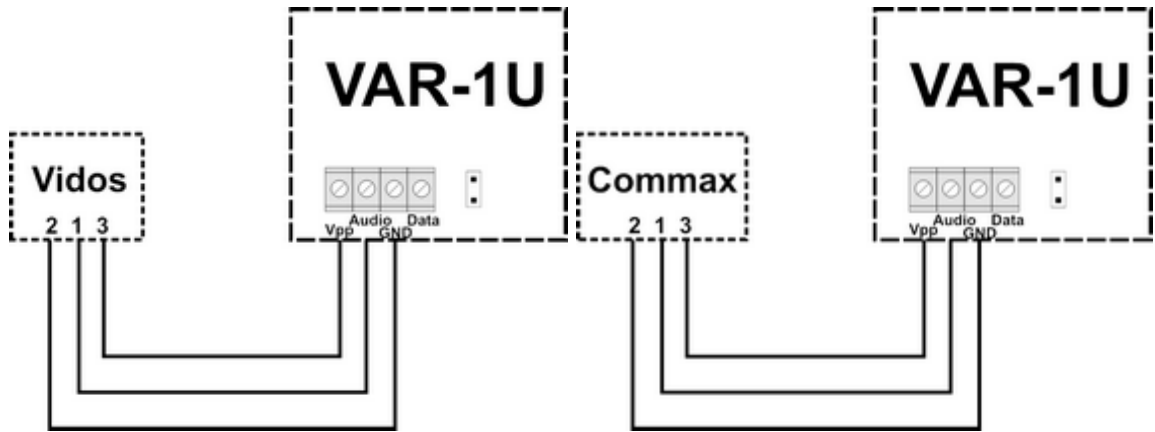 VAR-1U
Vidos
2 1 3
Audio Data
Vpp GND
VAR-1U
Commax
2 1 3
Audio Data
Vpp GND